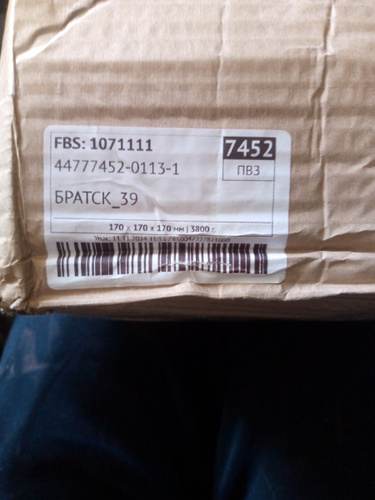 FBS: 1071111
7452
44777452-0113-1
ПВЗ
БРАТСК_39
170 x 170 x 170 мм | 3800 г.